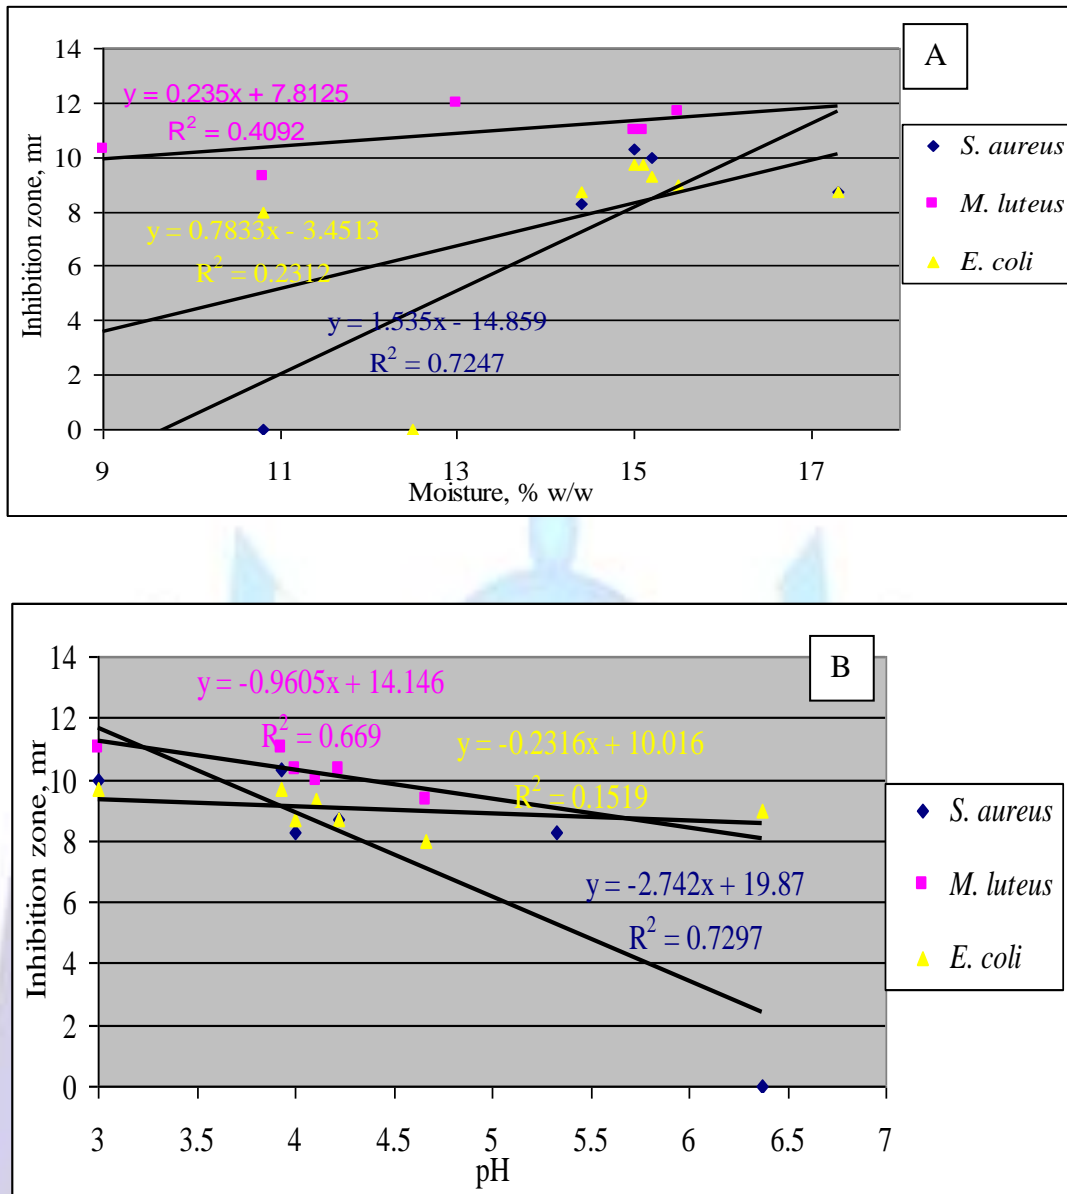 A
14
12
10
8
6
4
2
0
Inhibition zone, mr
y = 0.235x + 7.8125
R² = 0.4092
y = 0.7833x - 3.4513
R² = 0.2312
y = 1.535x - 14.859
R² = 0.7247
9 11 13 15 17
Moisture, % w/w
S. aureus
M. luteus
E. coli
B
14
12
10
8
6
4
2
0
Inhibition zone, mr
y = -0.9605x + 14.146
R² = 0.669
y = -0.2316x + 10.016
R² = 0.1519
y = -2.742x + 19.87
R² = 0.7297
3 3.5 4 4.5 5 5.5 6 6.5 7
pH
S. aureus
M. luteus
E. coli